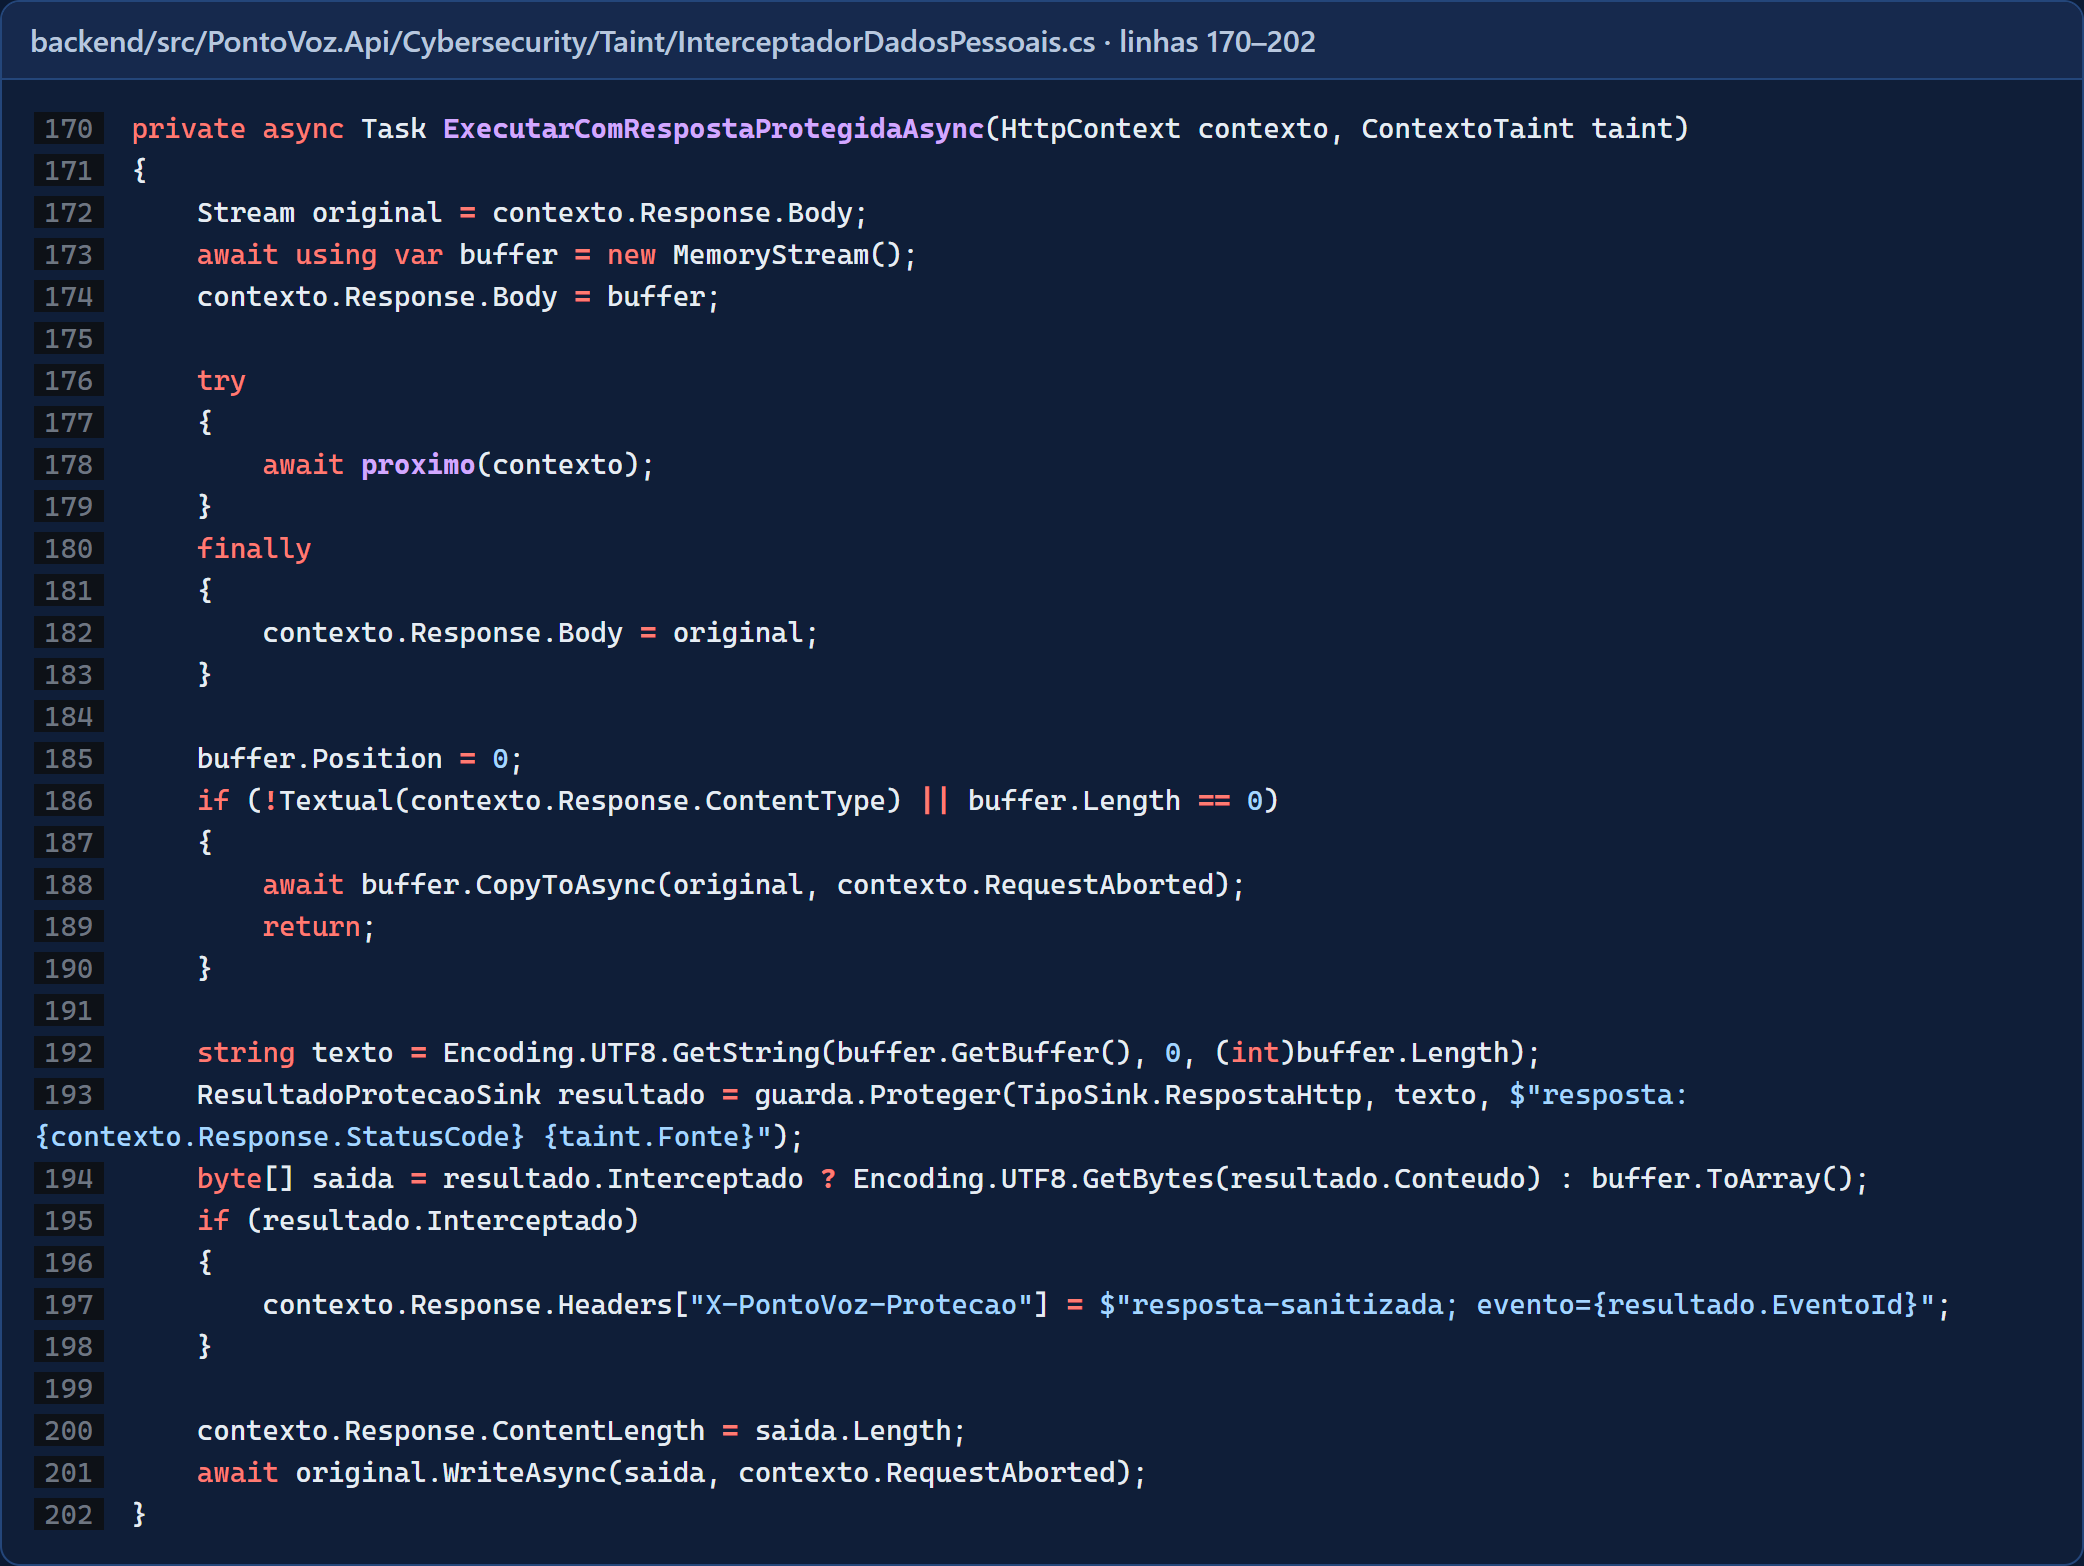 backend/src/PontoVoz.Api/Cybersecurity/Taint/InterceptadorDadosPessoais.cs · linhas 170–202
170 private async Task ExecutarComRespostaProtegidaAsync(HttpContext contexto, ContextoTaint taint)
171 {
172     Stream original = contexto.Response.Body;
173     await using var buffer = new MemoryStream();
174     contexto.Response.Body = buffer;
175
176     try
177     {
178         await proximo(contexto);
179     }
180     finally
181     {
182         contexto.Response.Body = original;
183     }
184
185     buffer.Position = 0;
186     if (!Textual(contexto.Response.ContentType) || buffer.Length == 0)
187     {
188         await buffer.CopyToAsync(original, contexto.RequestAborted);
189         return;
190     }
191
192     string texto = Encoding.UTF8.GetString(buffer.GetBuffer(), 0, (int)buffer.Length);
193     ResultadoProtecaoSink resultado = guarda.Proteger(TipoSink.RespostaHttp, texto, $"resposta:
{contexto.Response.StatusCode} {taint.Fonte}");
194     byte[] saida = resultado.Interceptado ? Encoding.UTF8.GetBytes(resultado.Conteudo) : buffer.ToArray();
195     if (resultado.Interceptado)
196     {
197         contexto.Response.Headers["X-PontoVoz-Protecao"] = $"resposta-sanitizada; evento={resultado.EventoId}";
198     }
199
200     contexto.Response.ContentLength = saida.Length;
201     await original.WriteAsync(saida, contexto.RequestAborted);
202 }